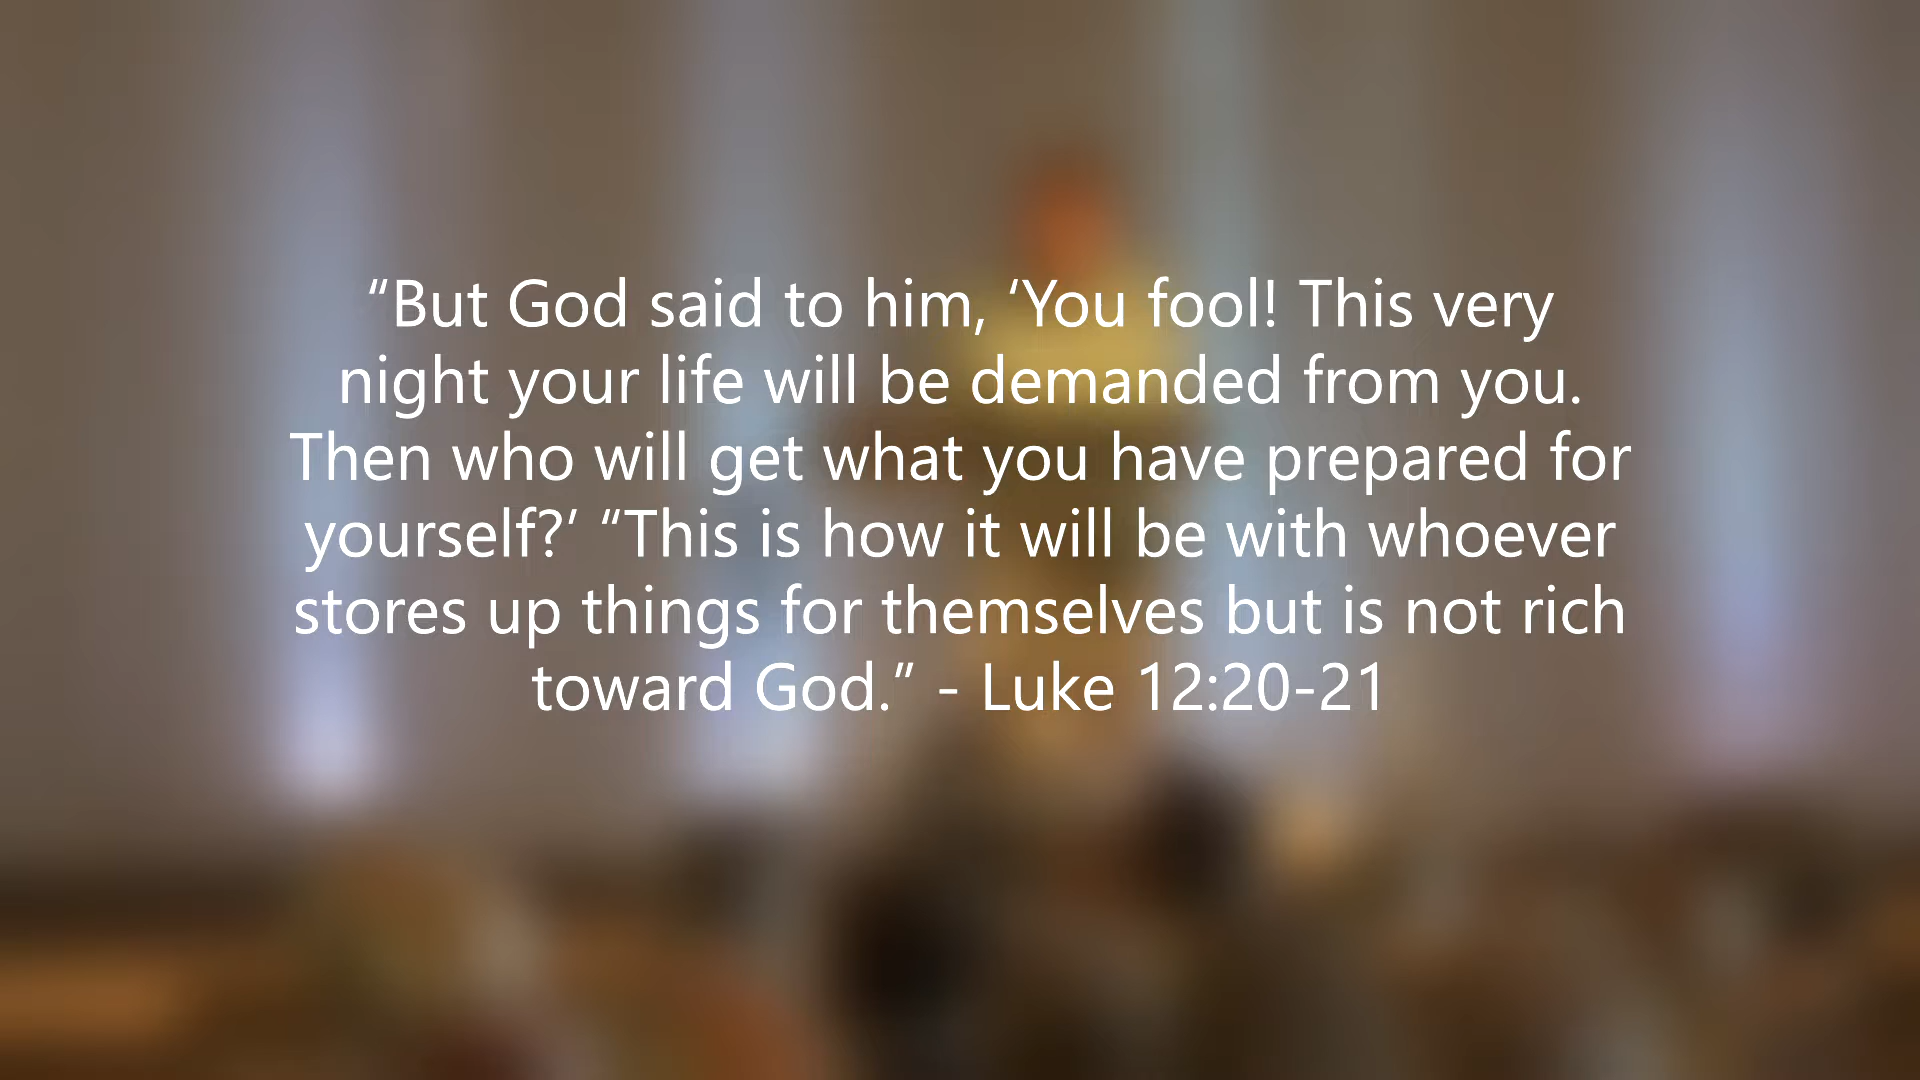 “But God said to him, ‘You fool! This very
night your life will be demanded from you.
Then who will get what you have prepared for
yourself?’ “This is how it will be with whoever
stores up things for themselves but is not rich
toward God.” - Luke 12:20-21